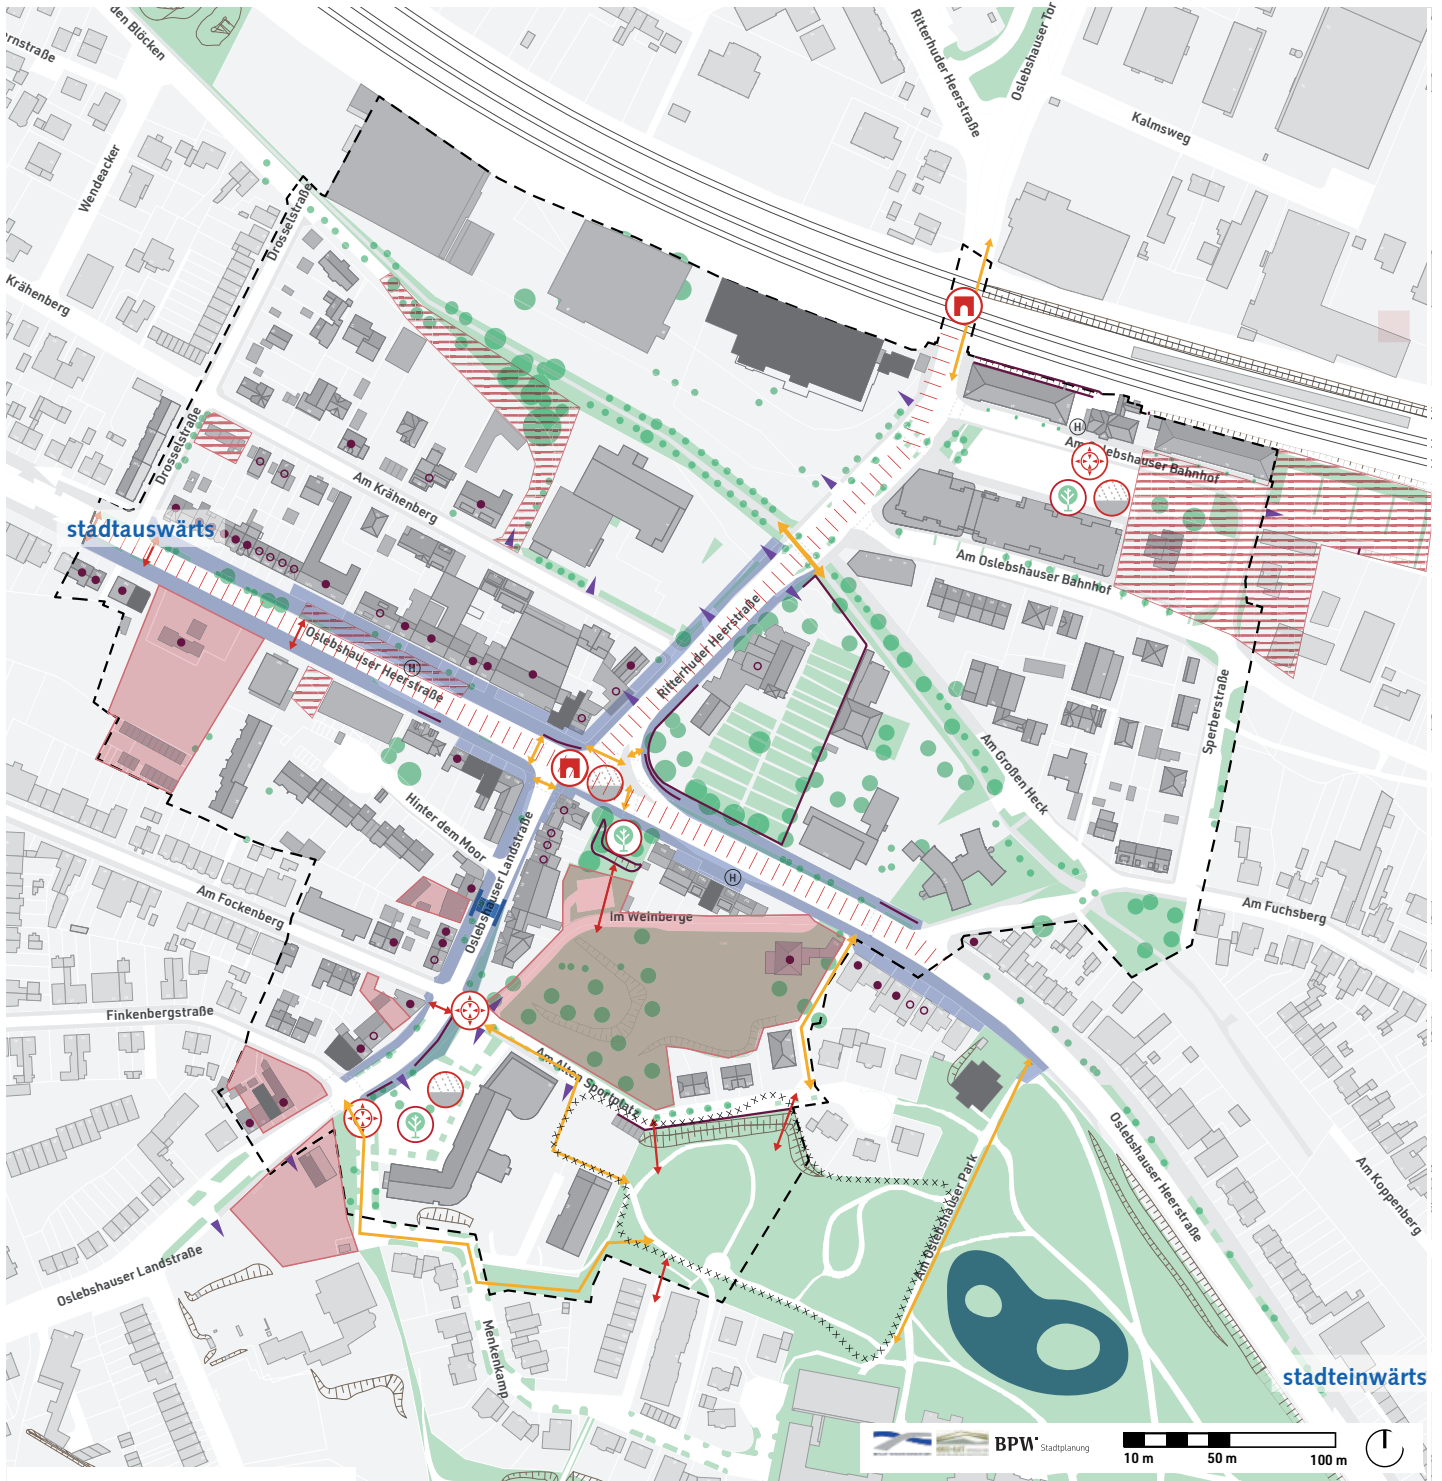 den Blöcken
ernstraße
Wendeacker
Krähenberg
Drosselstraße
Drosselstraße
Ritterhuder Heerstraße
Oslebshauser Tor
Kalmsweg
stadtauswärts
Am Krähenberg
H
Am Oslebshauser Bahnhof
Am Oslebshauser Bahnhof
Oslebshauser Heerstraße
H
Ritterhuder Heerstraße
Sperberstraße
Am Großen Heck
Hinter dem Moor
Oslebshauser Landstraße
H
Am Fockenberg
Im Weinberge
Am Fuchsberg
Finkenbergstraße
Am Alten Sportplatz
Oslebshauser Heerstraße
Am Koppenberg
Am Oslebshauser Park
Oslebshauser Landstraße
Menkenkamp
stadteinwärts
BPW Stadtplanung
10 m 50 m 100 m